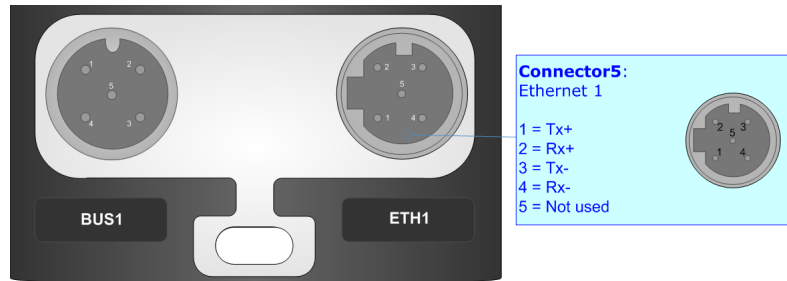 1 2
5
4 3
2 3
5
1 4
BUS1
ETH1
Connector5:
Ethernet 1
1 = Tx+
2 = Rx+
3 = Tx-
4 = Rx-
5 = Not used
2 5 3
1 4